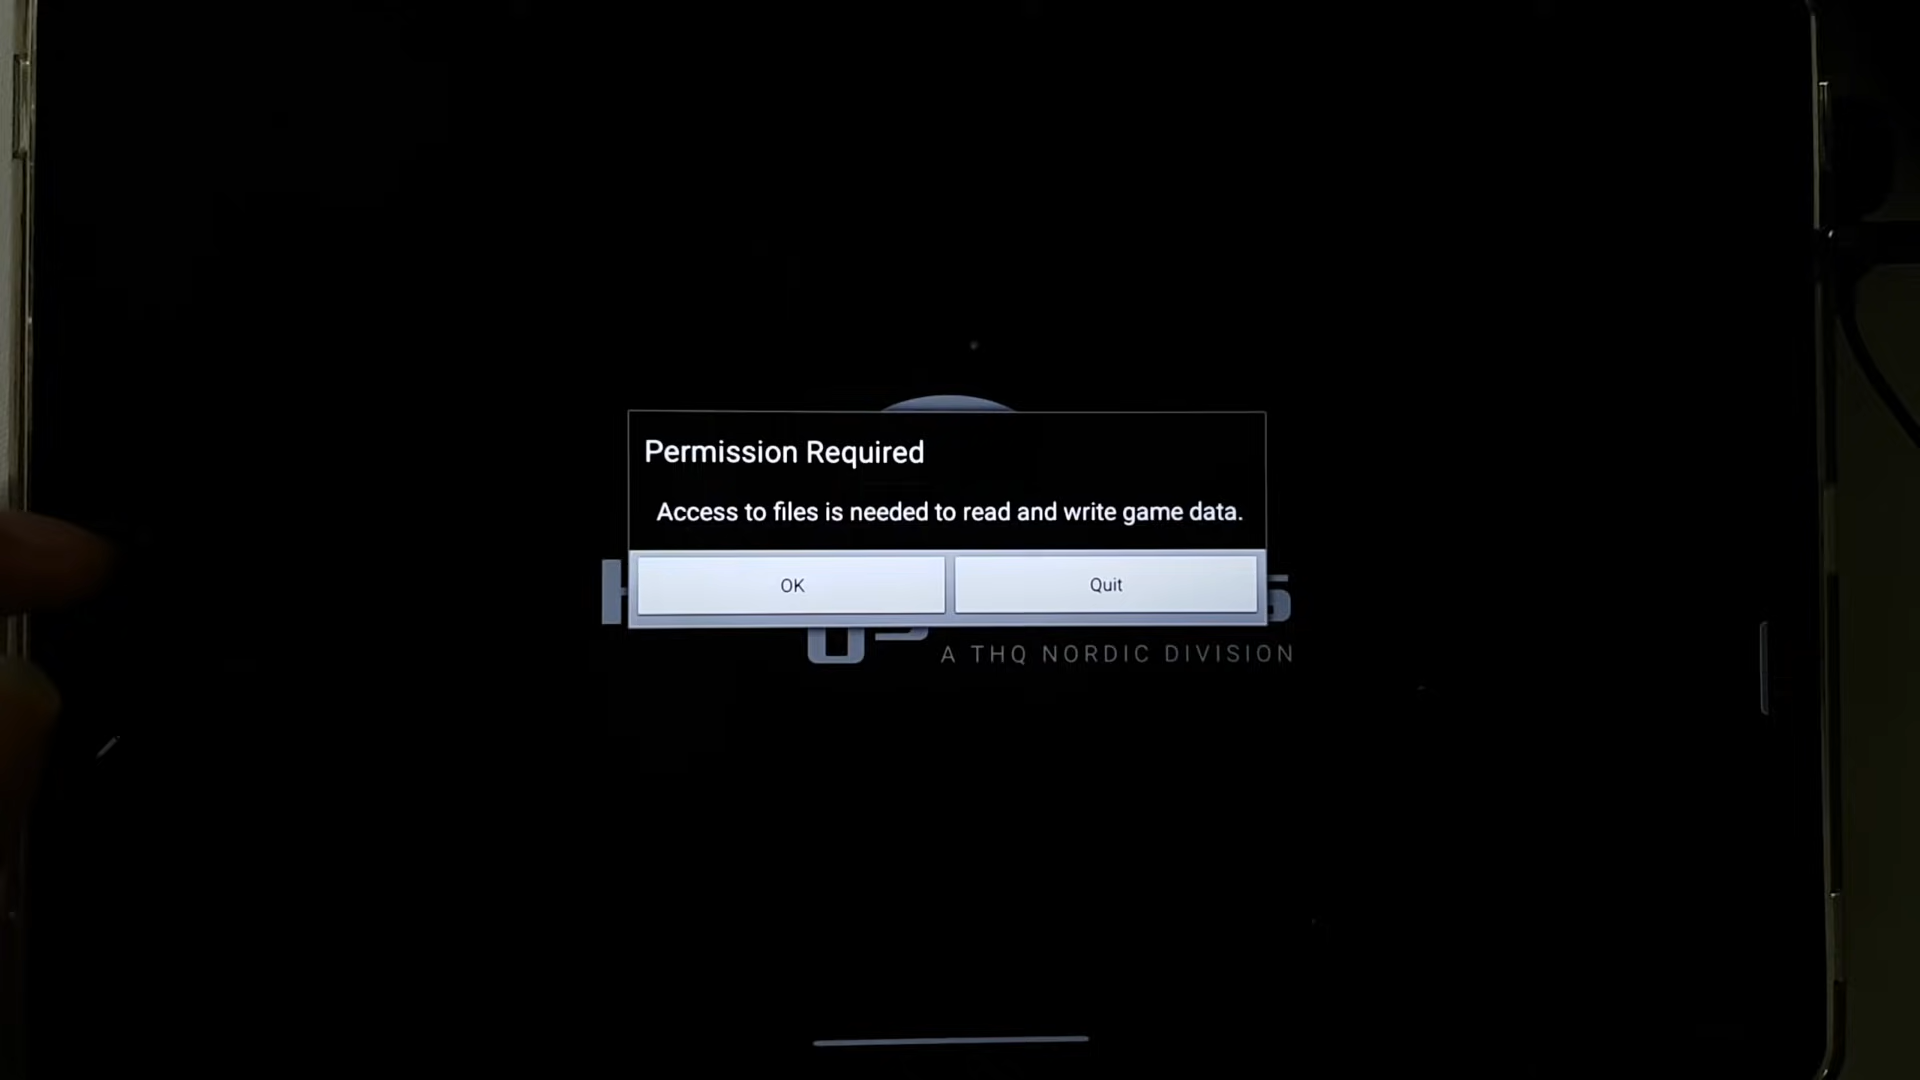 Permission Required
Access to files is needed to read and write game data.
OK
Quit
A THQ NORDIC DIVISION